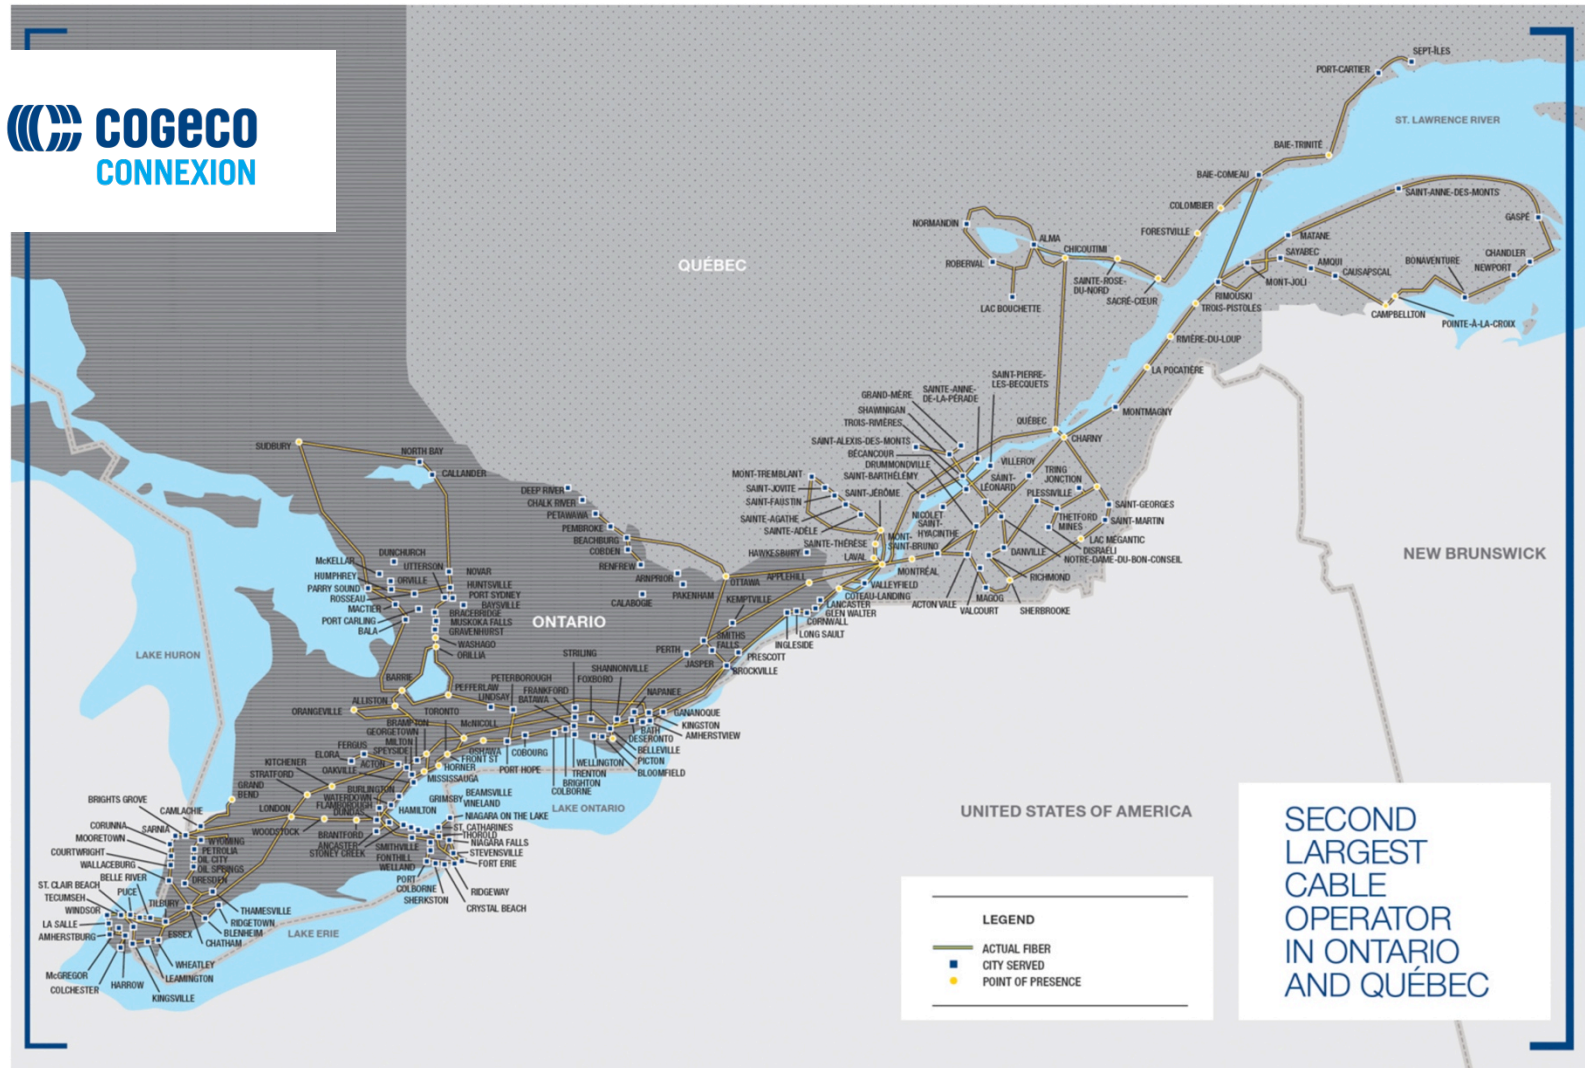 COGECO
CONNEXION
SEPT-ÎLES
PORT-CARTIER
ST. LAWRENCE RIVER
BAIE-TRINITÉ
BAIE-COMEAU
SAINT-ANNE-DES-MONTS
COLOMBIER
GASPÉ
NORMANDIN
FORESTVILLE
MATANE
ALMA
CHICOUTIMI
SAYABEC
CHANDLER
QUÉBEC
ROBERVAL
AMQUI
BONAVENTURE
NEWPORT
CAUSAPSCAL
SAINTE-ROSE-
DU-NORD
MONT-JOLI
SACRÉ-CŒUR
RIMOUSKI
LAC BOUCHETTE
TROIS-PISTOLES
CAMPBELLTON
POINTE-À-LA-CROIX
RIVIÈRE-DU-LOUP
LA POCATIÈRE
SAINT-PIERRE-
LES-BECQUETS
SAINTE-ANNE-
DE-LA-PÉRADE
GRAND-MÈRE
SHAWINIGAN
TROIS-RIVIÈRES
MONTMAGNY
QUÉBEC
CHARNY
SAINT-ALEXIS-DES-MONTS
BÉCANCOUR
DRUMMONDVILLE
SAINT-BARTHÉLÉMY
VILLEROY
SAINT-
LÉONARD
TRING
JONCTION
PLESSIVILLE
SUDBURY
NORTH BAY
CALLANDER
MONT-TREMBLANT
SAINT-JOVITE
SAINT-FAUSTIN
SAINT-JÉRÔME
SAINTE-AGATHE
SAINTE-ADÈLE
NICOLET
SAINT-
HYACINTHE
THETFORD
MINES
SAINT-GEORGES
SAINT-MARTIN
LAC MÉGANTIC
DISRAËLI
NOTRE-DAME-DU-BON-CONSEIL
DANVILLE
RICHMOND
SHERBROOKE
MAGOG
VALCOURT
ACTON VALE
MONT-
SAINT-BRUNO
SAINTE-THÉRÈSE
LAVAL
MONTRÉAL
HAWKESBURY
VALLEYFIELD
COTEAU-LANDING
APPLEHILL
LANCASTER
GLEN WALTER
CORNWALL
LONG SAULT
INGLESIDE
NEW BRUNSWICK
DEEP RIVER
CHALK RIVER
PETAWAWA
PEMBROKE
BEACHBURG
COBDEN
RENFREW
ARNPRIOR
PAKENHAM
CALABOGIE
OTTAWA
KEMPTVILLE
SMITHS
FALLS
PERTH
JASPER
PRESCOTT
BROCKVILLE
DUNCHURCH
McKELLAR
UTTERSON
HUMPHREY
ORVILLE
PARRY SOUND
ROSSEAU
MACTIER
PORT CARLING
BALA
NOVAR
HUNTSVILLE
PORT SYDNEY
BAYSVILLE
BRACEBRIDGE
MUSKOKA FALLS
GRAVENHURST
WASHAGO
ORILLIA
ONTARIO
LAKE HURON
BARRIE
ALLISTON
ORANGEVILLE
PEFFERLAW
LINDSAY
PETERBOROUGH
STRILING
SHANNONVILLE
FRANKFORD
FOXBORO
BATAWA
NAPANEE
GANANOQUE
KINGSTON
BATH
AMHERSTVIEW
DESERONTO
BELLEVILLE
PICTON
BLOOMFIELD
WELLINGTON
TRENTON
BRIGHTON
COLBORNE
TORONTO
McNICOLL
BRAMPTON
GEORGETOWN
MILTON
SPEYSIDE
FERGUS
ELORA
ACTON
OAKVILLE
KITCHENER
STRATFORD
OSHAWA
FRONT ST
HORNER
COBOURG
PORT HOPE
MISSISSAUGA
GRAND
BEND
BRIGHTS GROVE
CAMLACHIE
LONDON
BURLINGTON
WATERDOWN
FLAMBOROUGH
DUNDAS
HAMILTON
GRIMSBY
BEAMSVILLE
VINELAND
NIAGARA ON THE LAKE
ST. CATHARINES
THOROLD
NIAGARA FALLS
STEVENSVILLE
FORT ERIE
LAKE ONTARIO
CORUNNA
SARNIA
MOORETOWN
COURTWRIGHT
WALLACEBURG
WYOMING
PETROLIA
OIL CITY
OIL SPRINGS
DRESDEN
WOODSTOCK
BRANTFORD
ANCASTER
STONEY CREEK
SMITHVILLE
FONTHILL
WELLAND
PORT
COLBORNE
SHERKSTON
RIDGEWAY
CRYSTAL BEACH
BELLE RIVER
ST. CLAIR BEACH
PUCE
TECUMSEH
WINDSOR
LA SALLE
AMHERSTBURG
TILBURY
THAMESVILLE
RIDGETOWN
BLENHEIM
CHATHAM
ESSEX
WHEATLEY
LEAMINGTON
KINGSVILLE
HARROW
COLCHESTER
McGREGOR
LAKE ERIE
UNITED STATES OF AMERICA
LEGEND
ACTUAL FIBER
CITY SERVED
POINT OF PRESENCE
SECOND
LARGEST
CABLE
OPERATOR
IN ONTARIO
AND QUÉBEC